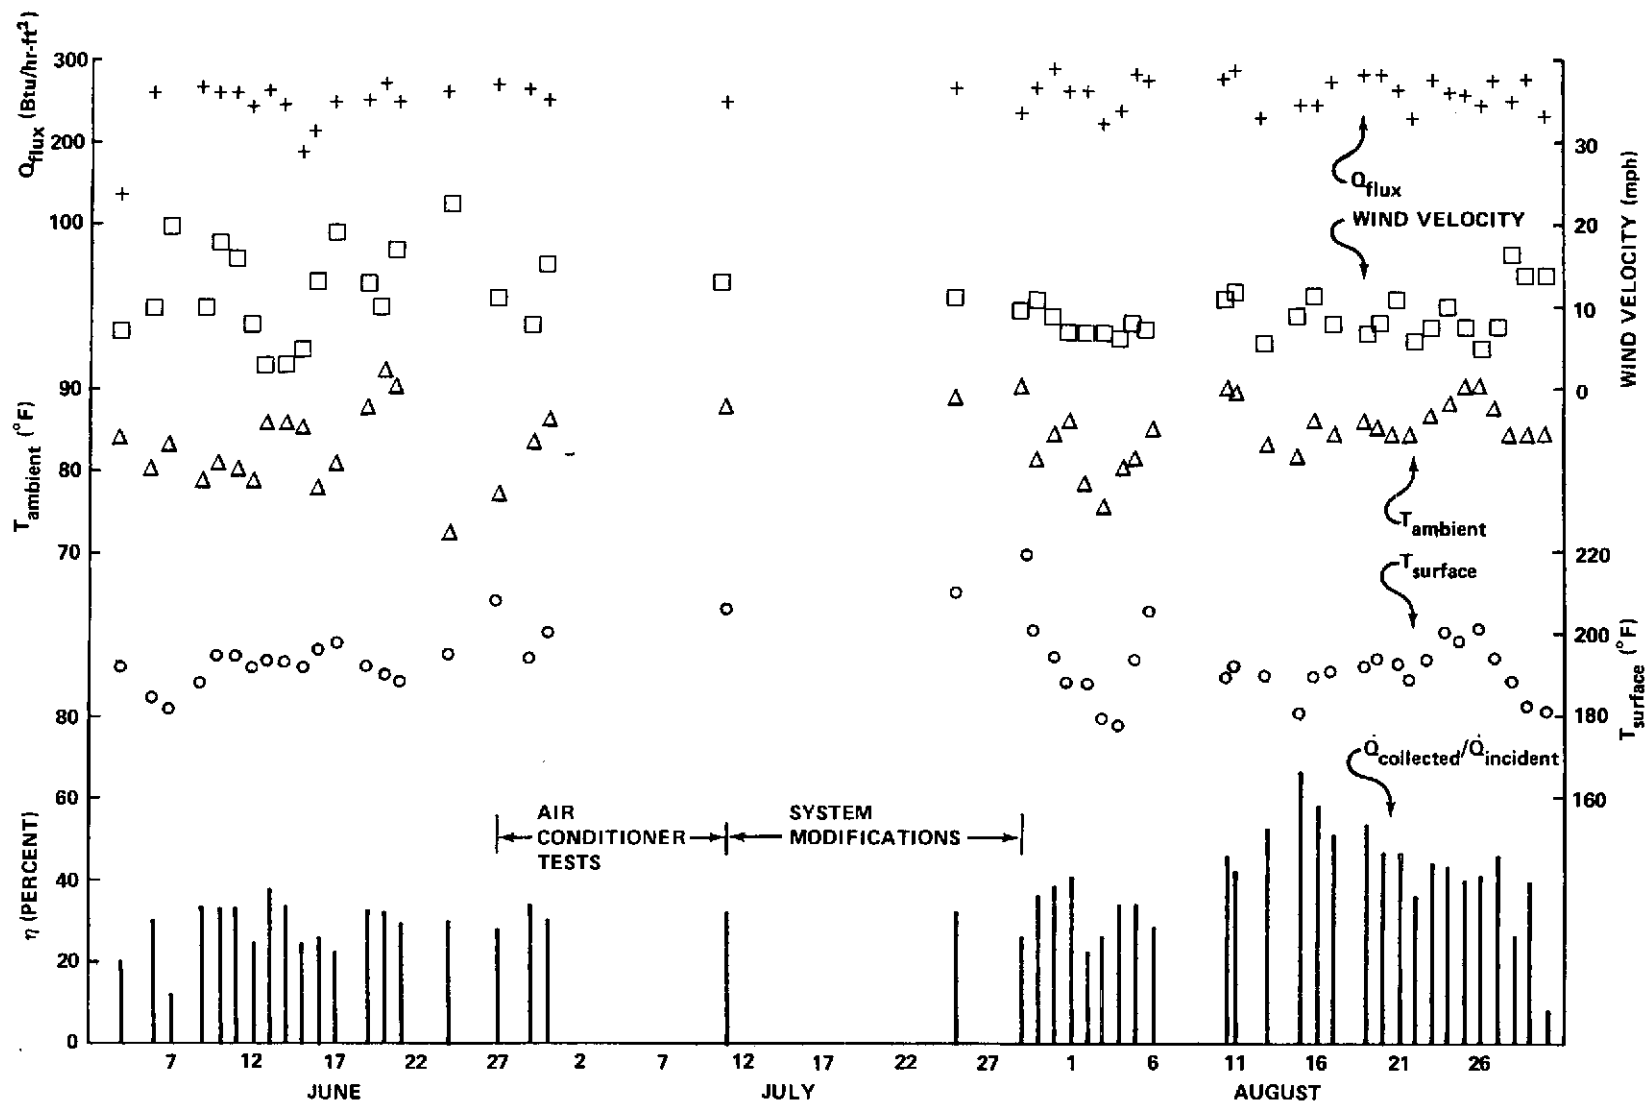 Q_flux (Btu/hr-ft²)
300
200
100
T_ambient (°F)
90
80
70
η (PERCENT)
80
60
40
20
0
WIND VELOCITY (mph)
30
20
10
0
T_surface (°F)
220
200
180
160
Q_flux
WIND VELOCITY
T_ambient
T_surface
Q̇_collected/Q̇_incident
AIR
CONDITIONER
TESTS
SYSTEM
MODIFICATIONS
7 12 17 22 27 2 7 12 17 22 27 1 6 11 16 21 26
JUNE JULY AUGUST